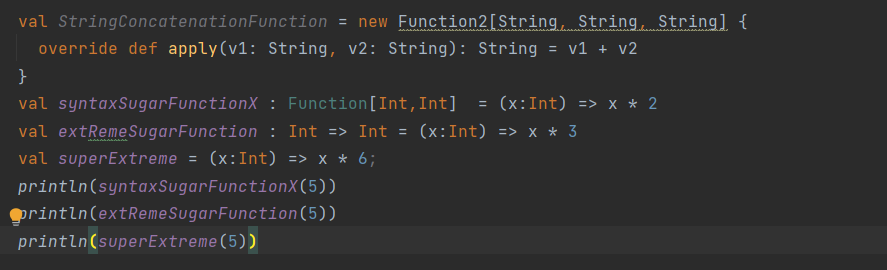 val StringConcatenationFunction = new Function2[String, String, String] {
  override def apply(v1: String, v2: String): String = v1 + v2
}
val syntaxSugarFunctionX : Function[Int,Int]  = (x:Int) => x * 2
val extRemeSugarFunction : Int => Int = (x:Int) => x * 3
val superExtreme = (x:Int) => x * 6;
println(syntaxSugarFunctionX(5))
println(extRemeSugarFunction(5))
println(superExtreme(5))